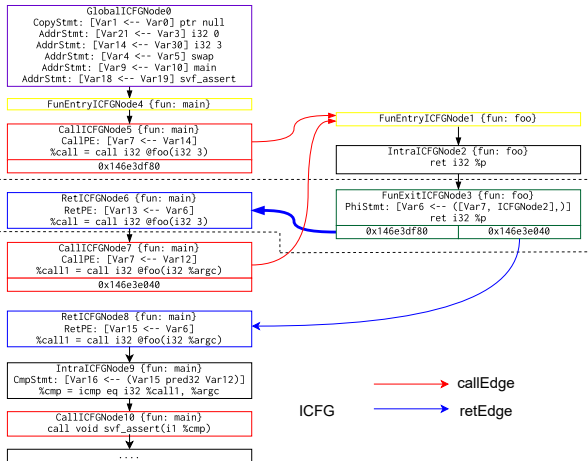 GlobalICFGNode0
CopyStmt: [Var1 <-- Var0] ptr null
AddrStmt: [Var21 <-- Var3] i32 0
AddrStmt: [Var14 <-- Var30] i32 3
AddrStmt: [Var4 <-- Var5] swap
AddrStmt: [Var9 <-- Var10] main
AddrStmt: [Var18 <-- Var19] svf_assert
FunEntryICFGNode4 {fun: main}
CallICFGNode5 {fun: main}
CallPE: [Var7 <-- Var14]
%call = call i32 @foo(i32 3)
0x146e3df80
RetICFGNode6 {fun: main}
RetPE: [Var13 <-- Var6]
%call = call i32 @foo(i32 3)
CallICFGNode7 {fun: main}
CallPE: [Var7 <-- Var12]
%call1 = call i32 @foo(i32 %argc)
0x146e3e040
RetICFGNode8 {fun: main}
RetPE: [Var15 <-- Var6]
%call1 = call i32 @foo(i32 %argc)
IntraICFGNode9 {fun: main}
CmpStmt: [Var16 <-- (Var15 pred32 Var12)]
%cmp = icmp eq i32 %call1, %argc
CallICFGNode10 {fun: main}
call void svf_assert(i1 %cmp)
....
FunEntryICFGNode1 {fun: foo}
IntraICFGNode2 {fun: foo}
ret i32 %p
FunExitICFGNode3 {fun: foo}
PhiStmt: [Var6 <-- ([Var7, ICFGNode2],)]
ret i32 %p
0x146e3df80 0x146e3e040
ICFG
callEdge
retEdge